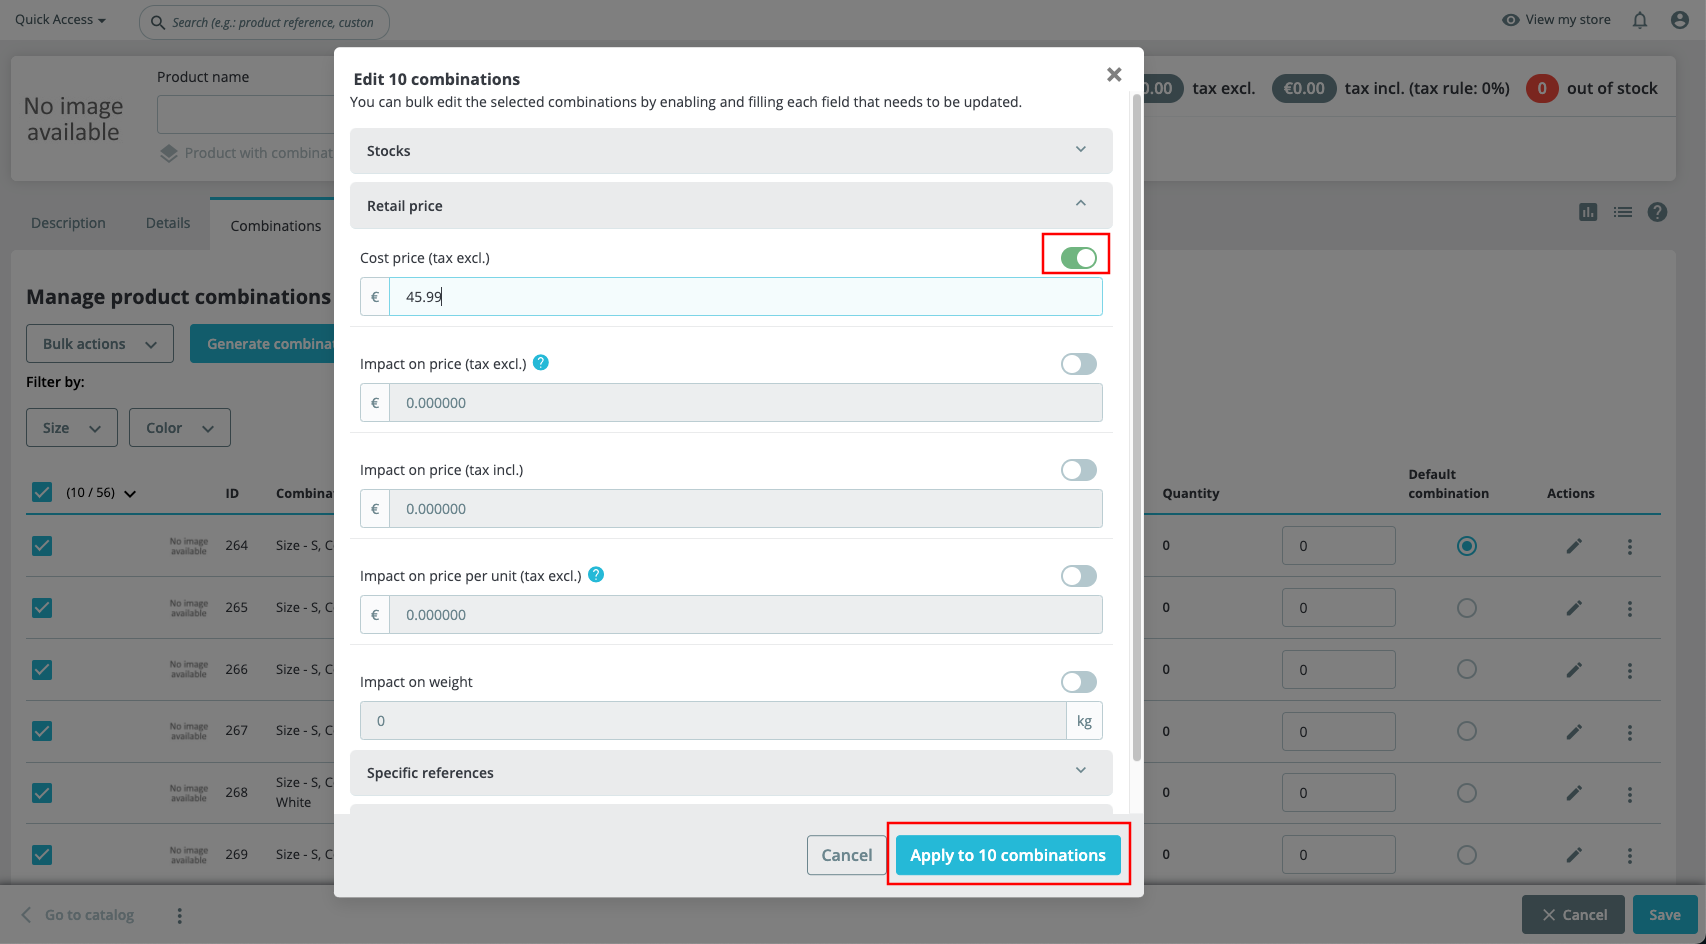 Quick Access
Search (e.g.: product reference, custon
View my store
Product name
No image
available
Product with combinat
0.00 tax excl.
€0.00 tax incl. (tax rule: 0%)
0 out of stock
Description
Details
Combinations
Manage product combinations
Bulk actions
Generate combina
Filter by:
Size
Color
(10 / 56)
ID
Combina
Quantity
Default
combination
Actions
No image
available
264
Size - S, C
0
0
No image
available
265
Size - S, C
0
0
No image
available
266
Size - S, C
0
0
No image
available
267
Size - S, C
0
0
No image
available
268
Size - S, C
White
0
0
No image
available
269
Size - S, C
0
0
Edit 10 combinations
You can bulk edit the selected combinations by enabling and filling each field that needs to be updated.
Stocks
Retail price
Cost price (tax excl.)
€ 45.99
Impact on price (tax excl.) ?
€ 0.000000
Impact on price (tax incl.)
€ 0.000000
Impact on price per unit (tax excl.) ?
€ 0.000000
Impact on weight
0 kg
Specific references
Cancel
Apply to 10 combinations
Go to catalog
Cancel
Save